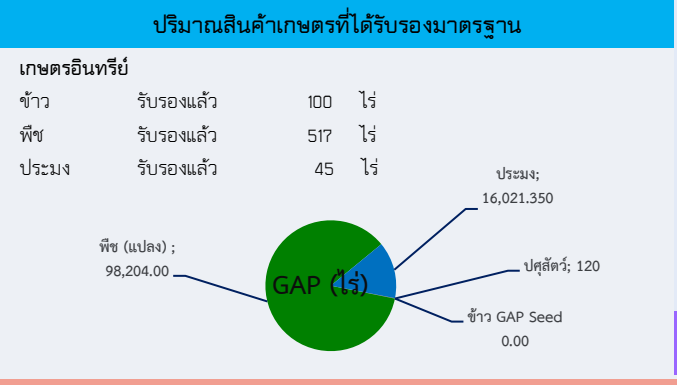 ปริมาณสินค้าเกษตรที่ได้รับรองมาตรฐาน
เกษตรอินทรีย์
ข้าว รับรองแล้ว 100 ไร่
พืช รับรองแล้ว 517 ไร่
ประมง รับรองแล้ว 45 ไร่
ประมง;
16,021.350
พืช (แปลง) ;
98,204.00
GAP (ไร่)
ปศุสัตว์; 120
ข้าว GAP Seed
0.00